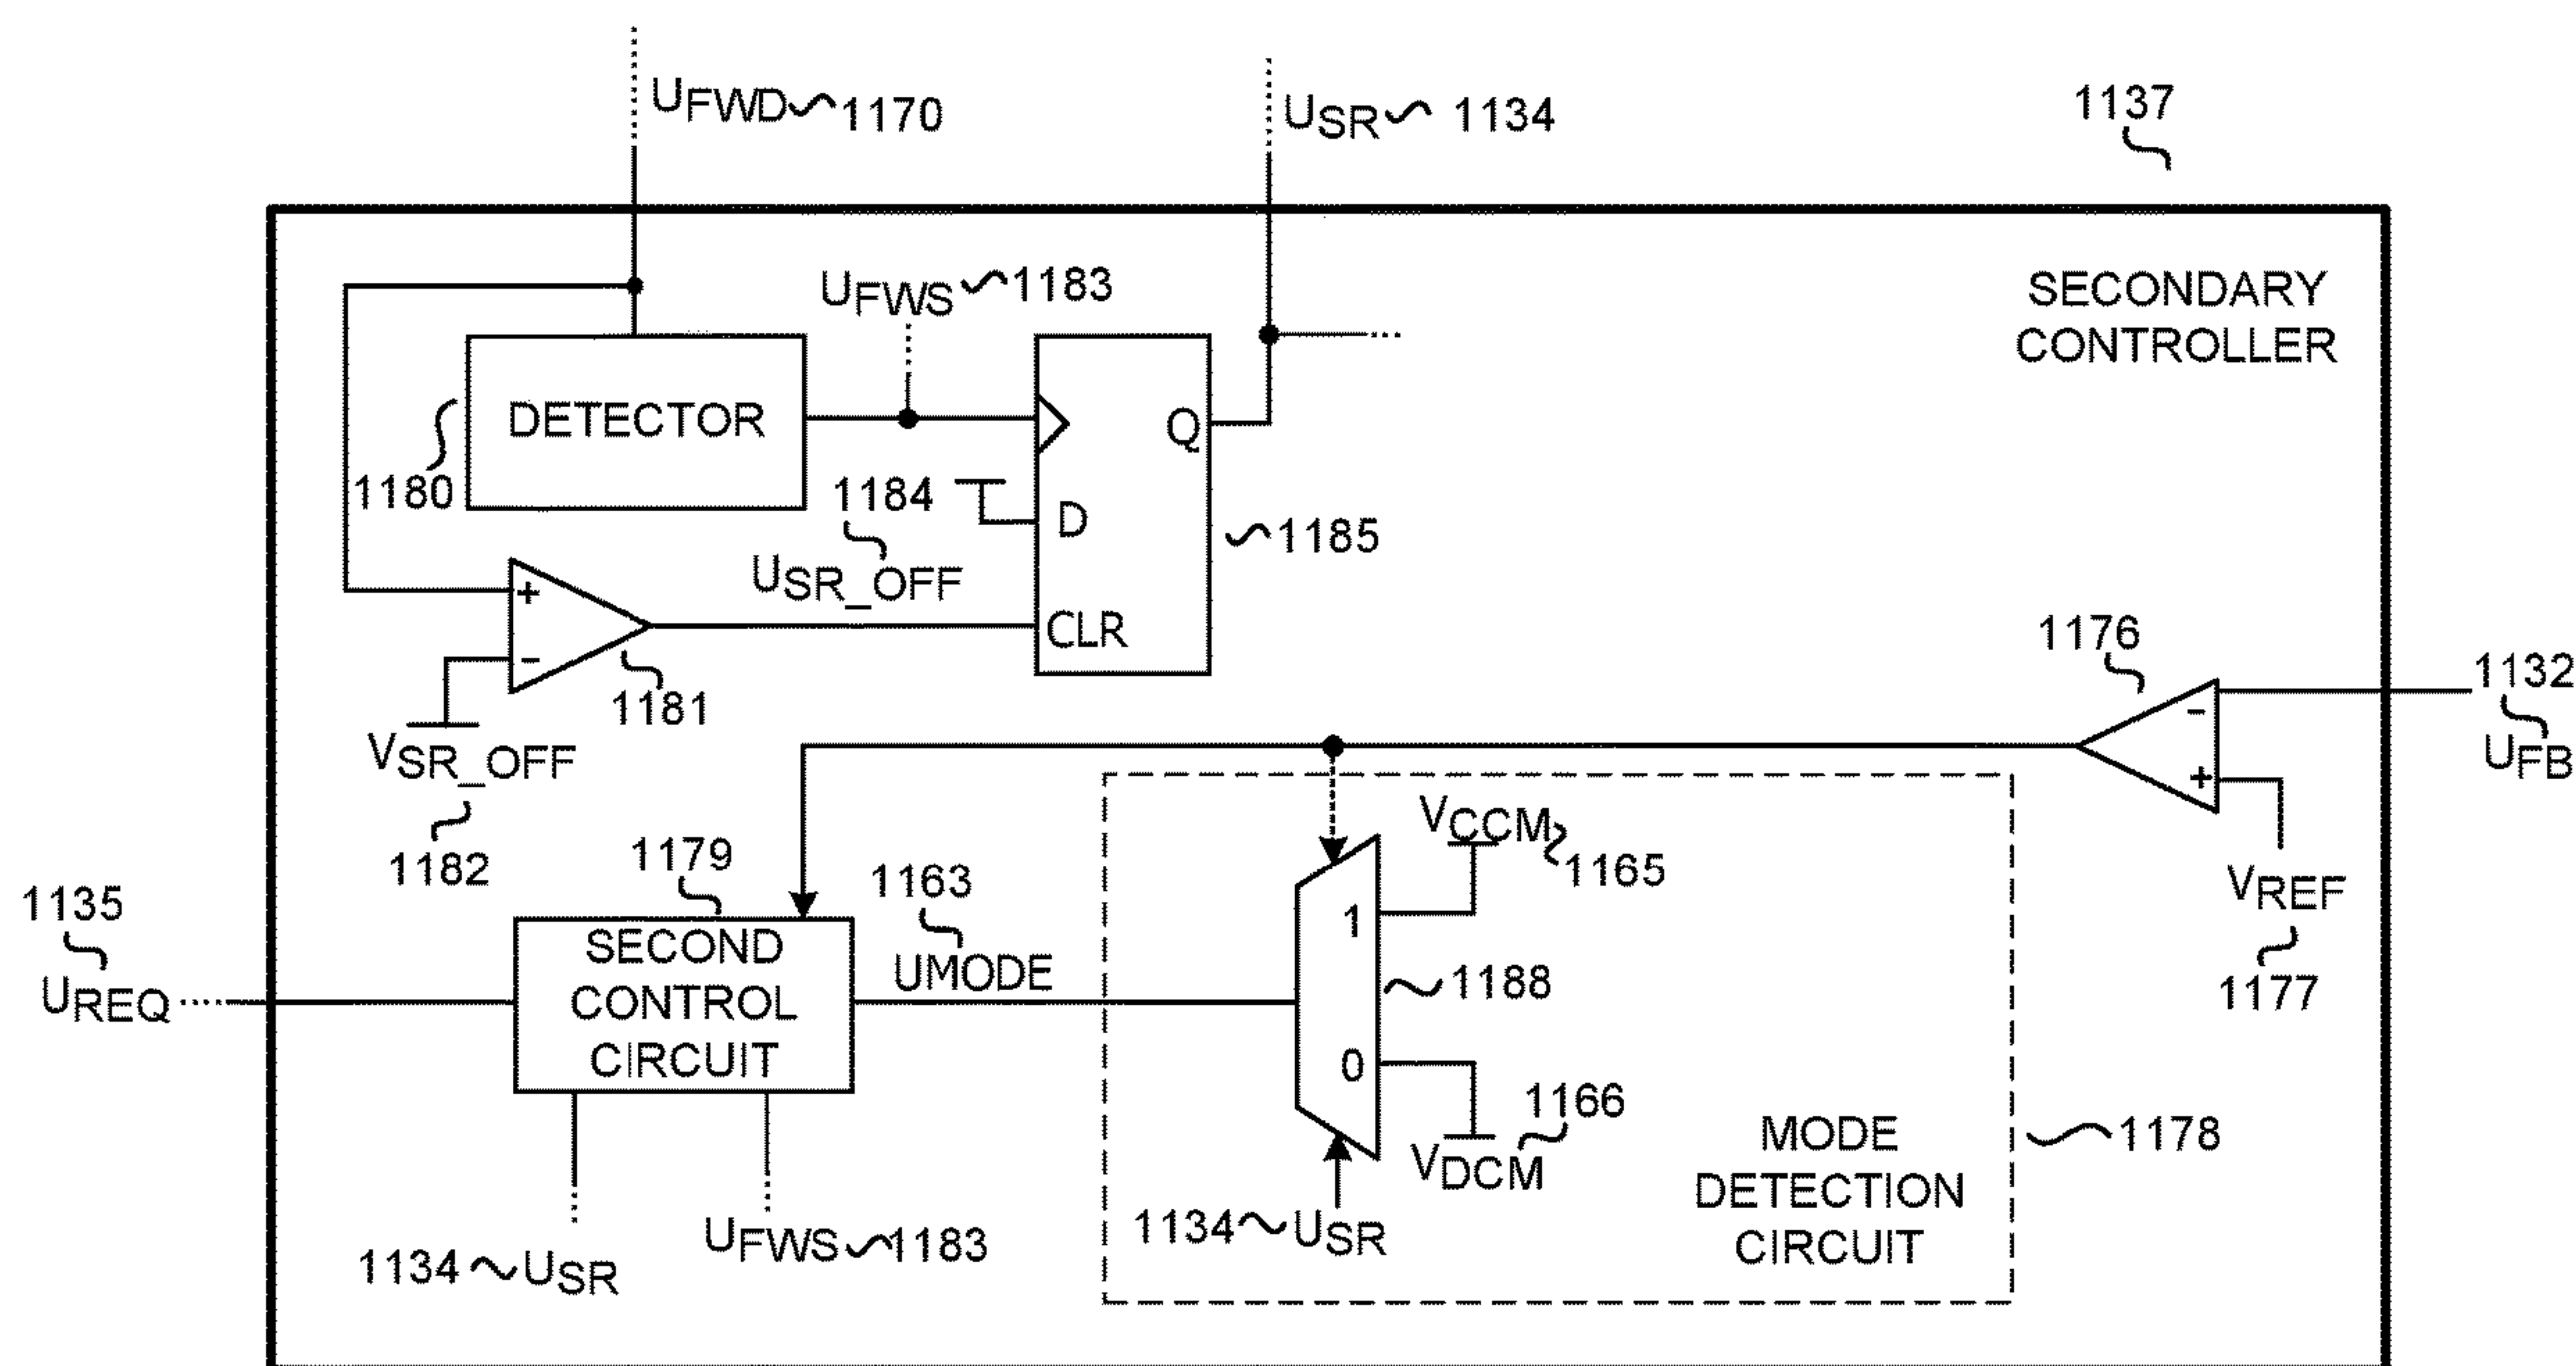 UFWD 1170
USR 1134
1137
UFWS 1183
SECONDARY
CONTROLLER
DETECTOR
Q
1180
1184
D
1185
USR_OFF
+
CLR
-
1181
1176
1132
-
UFB
VSR_OFF
+
1182
VCCM
1165
1179
1163
VREF
1135
1
SECOND
CONTROL
CIRCUIT
UMODE
1188
1177
UREQ
0
1166
VDCM
MODE
DETECTION
CIRCUIT
1178
1134 USR
UFWS 1183
1134 USR